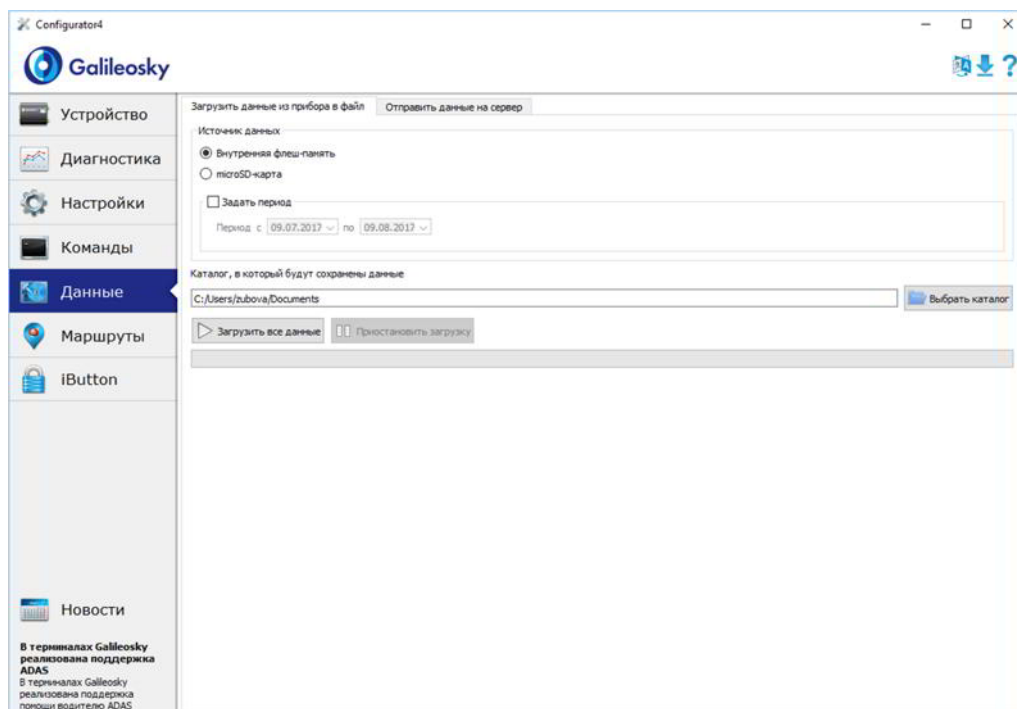 Configurator4
Galileosky
Устройство
Диагностика
Настройки
Команды
Данные
Маршруты
iButton
Новости
В терминалах Galileosky
реализована поддержка
ADAS
В терминалах Galileosky
реализована поддержка
помощи водителю ADAS
Загрузить данные из прибора в файл
Отправить данные на сервер
Источник данных
Внутренняя флеш-память
microSD-карта
Задать период
Период с 09.07.2017 по 09.08.2017
Каталог, в который будут сохранены данные
C:/Users/zubova/Documents
Выбрать каталог
Загрузить все данные
Приостановить загрузку